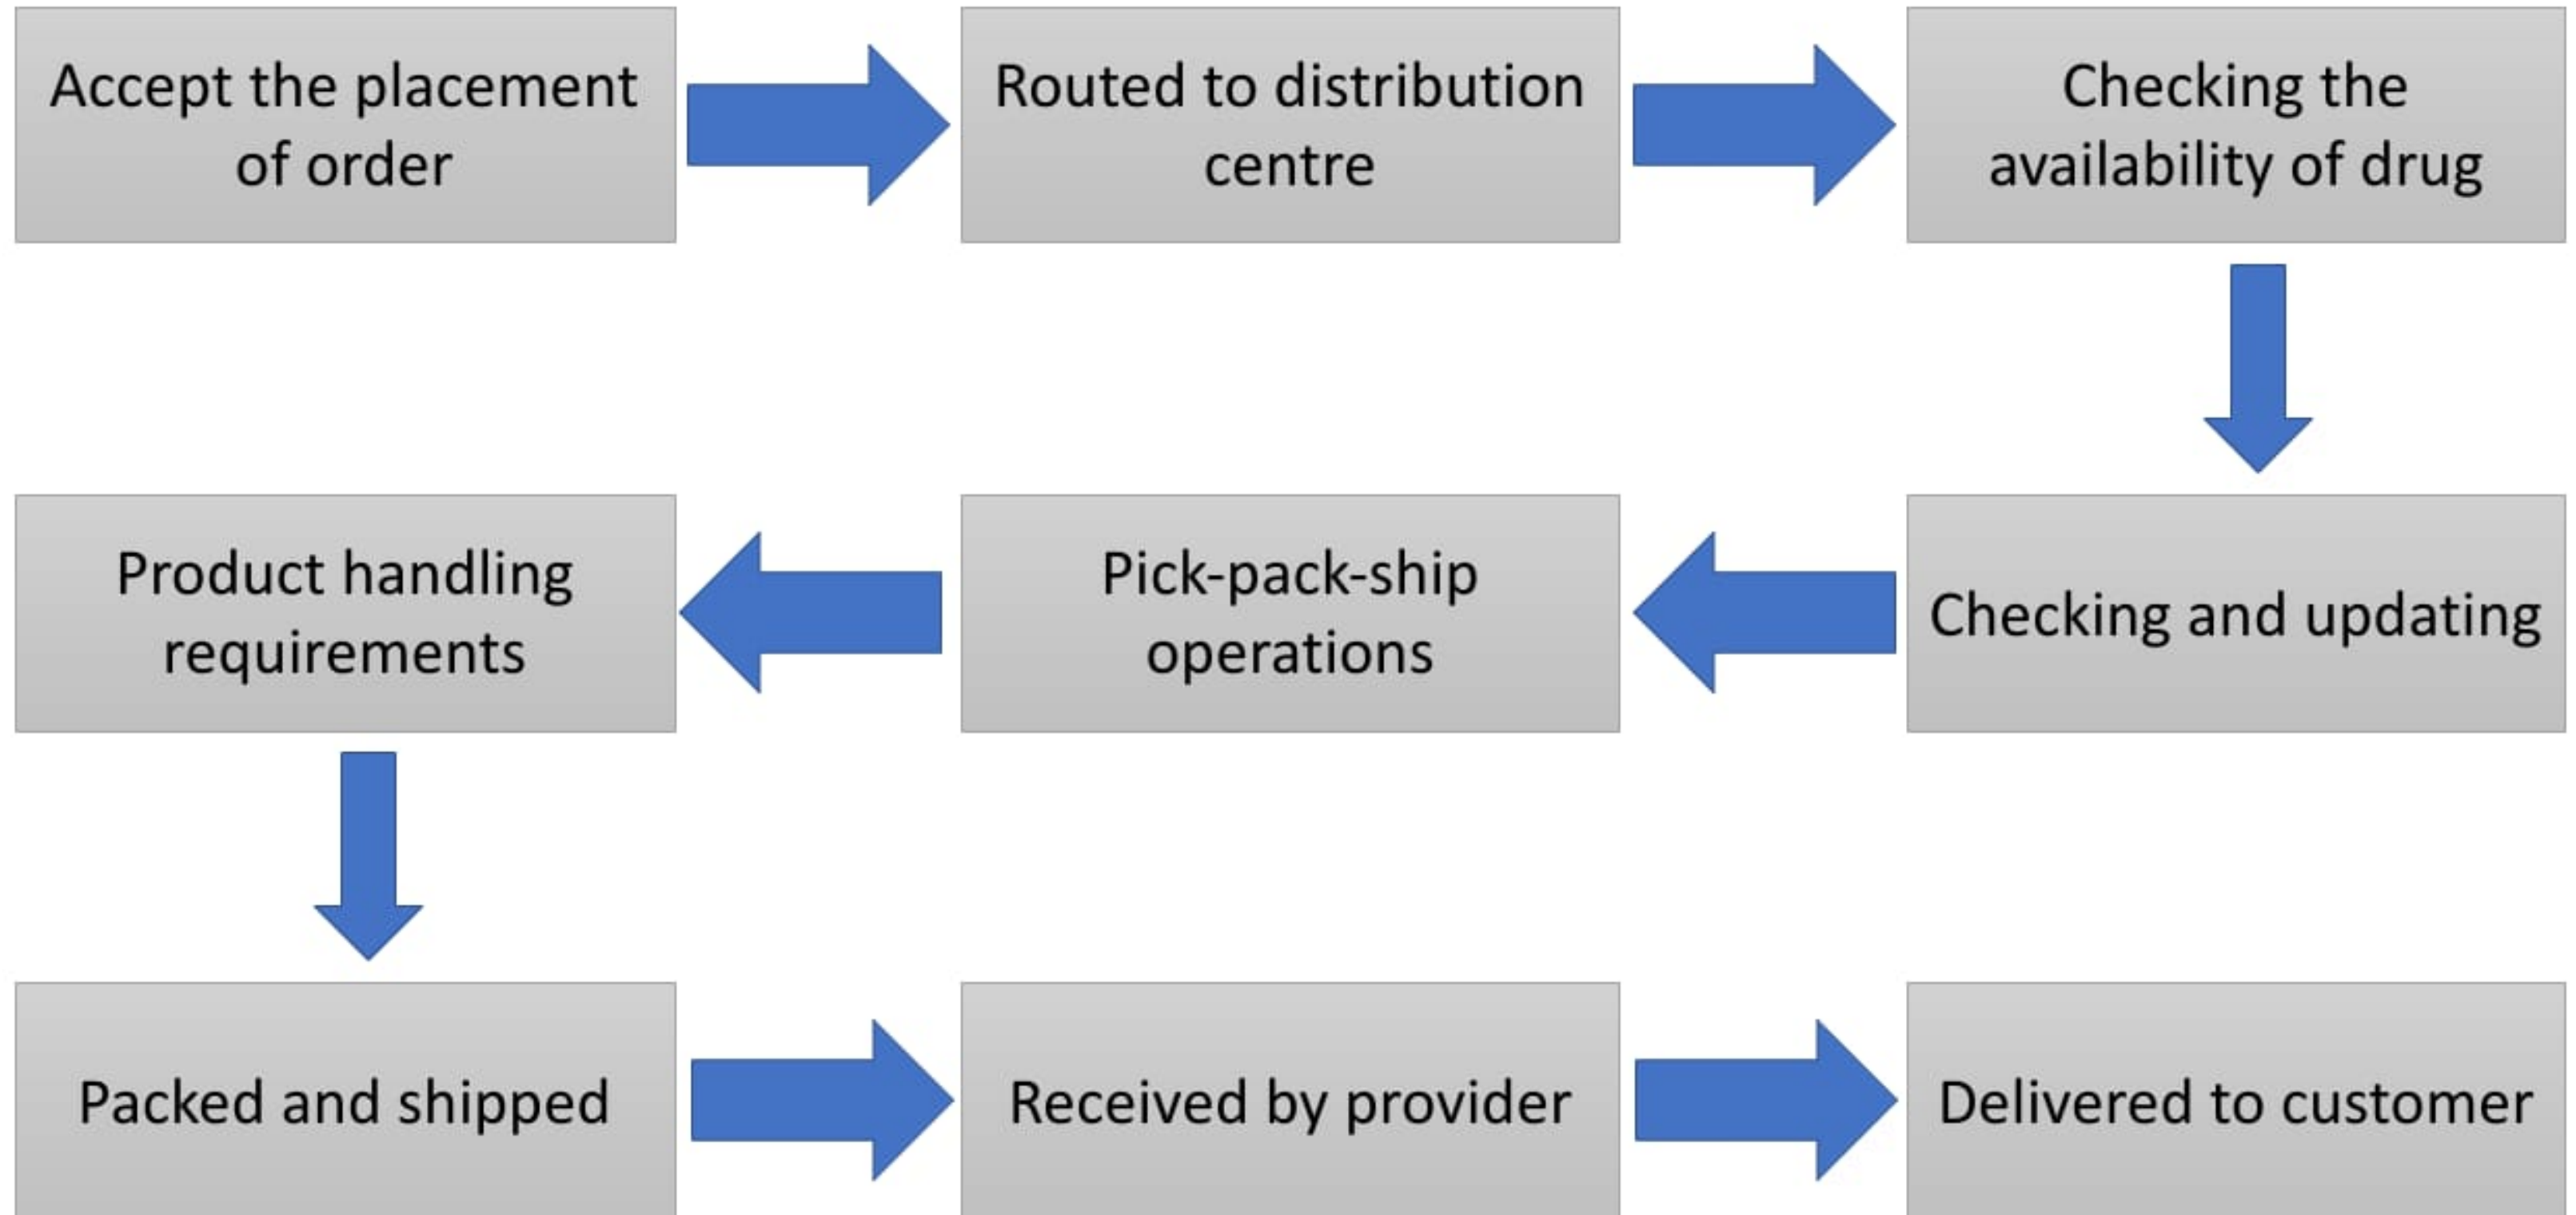 Accept the placement
of order
Routed to distribution
centre
Checking the
availability of drug
Checking and updating
Pick-pack-ship
operations
Product handling
requirements
Packed and shipped
Received by provider
Delivered to customer